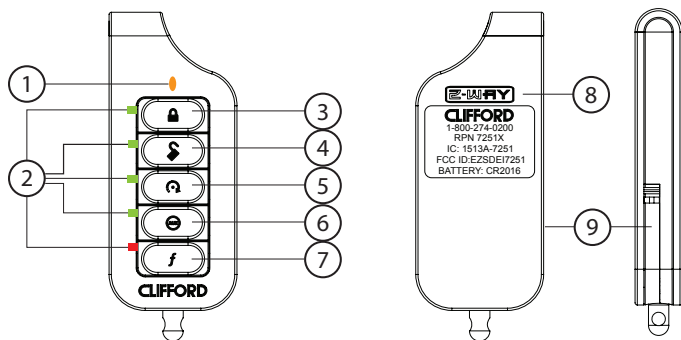 1
2
3
4
5
6
7
f
CLIFFORD
8
9
2-WAY
CLIFFORD
1-800-274-0200
RPN 7251X
IC: 1513A-7251
FCC ID:EZSDEI7251
BATTERY: CR2016